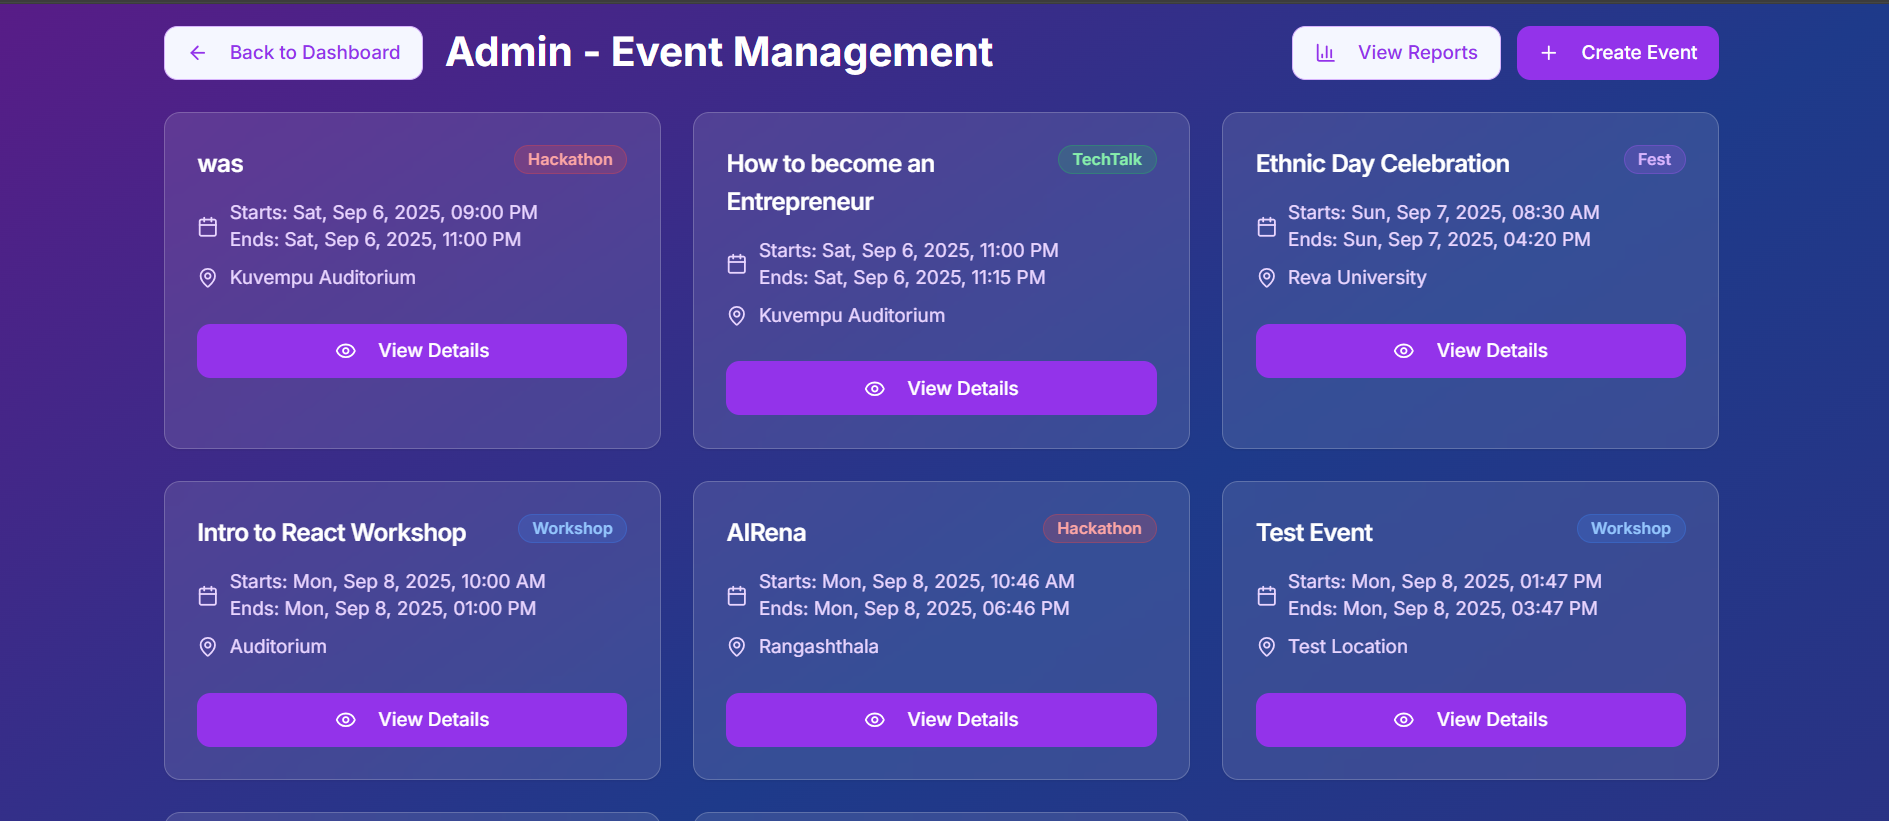 Back to Dashboard
Admin - Event Management
View Reports
Create Event
was
Hackathon
Starts: Sat, Sep 6, 2025, 09:00 PM
Ends: Sat, Sep 6, 2025, 11:00 PM
Kuvempu Auditorium
View Details
How to become an
Entrepreneur
TechTalk
Starts: Sat, Sep 6, 2025, 11:00 PM
Ends: Sat, Sep 6, 2025, 11:15 PM
Kuvempu Auditorium
View Details
Ethnic Day Celebration
Fest
Starts: Sun, Sep 7, 2025, 08:30 AM
Ends: Sun, Sep 7, 2025, 04:20 PM
Reva University
View Details
Intro to React Workshop
Workshop
Starts: Mon, Sep 8, 2025, 10:00 AM
Ends: Mon, Sep 8, 2025, 01:00 PM
Auditorium
View Details
AIRena
Hackathon
Starts: Mon, Sep 8, 2025, 10:46 AM
Ends: Mon, Sep 8, 2025, 06:46 PM
Rangashthala
View Details
Test Event
Workshop
Starts: Mon, Sep 8, 2025, 01:47 PM
Ends: Mon, Sep 8, 2025, 03:47 PM
Test Location
View Details